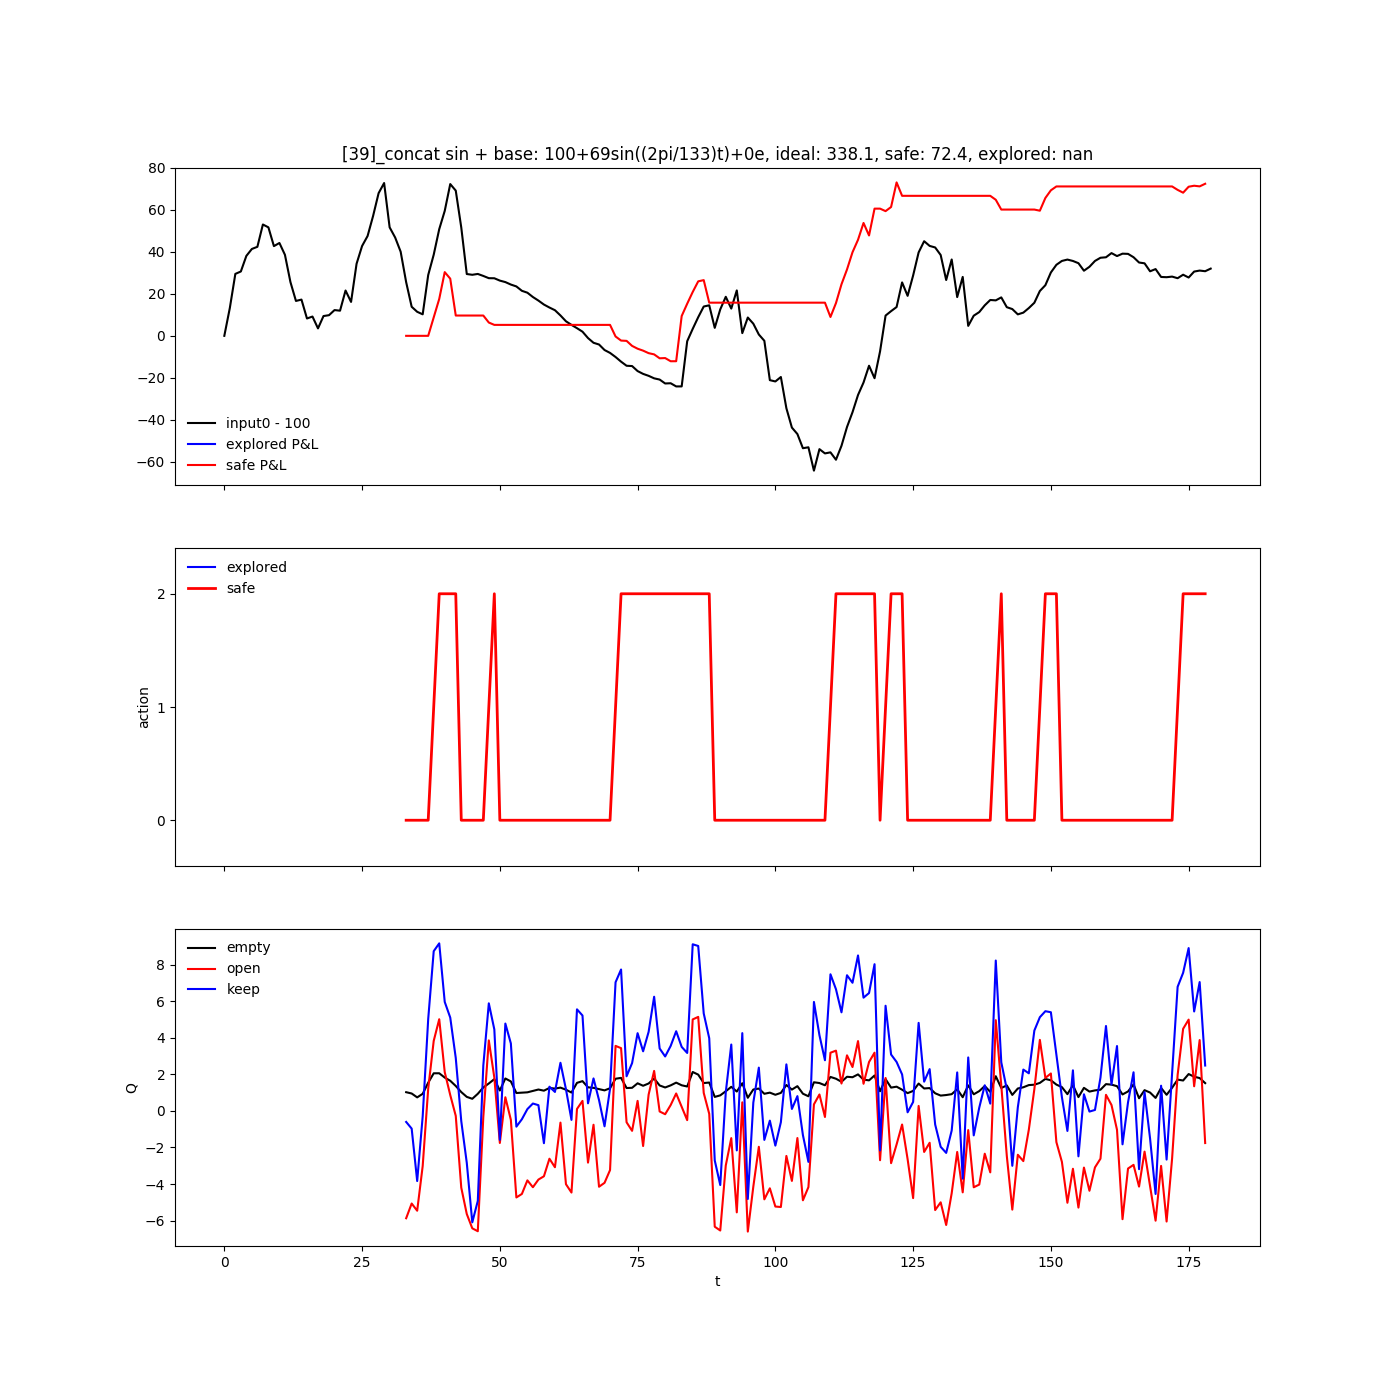 [39]_concat sin + base: 100+69sin((2pi/133)t)+0e, ideal: 338.1, safe: 72.4, explored: nan
80
60
40
20
0
−20
−40
−60
input0 - 100
explored P&L
safe P&L
action
2
1
0
explored
safe
Q
8
6
4
2
0
−2
−4
−6
empty
open
keep
0 25 50 75 100 125 150 175
t